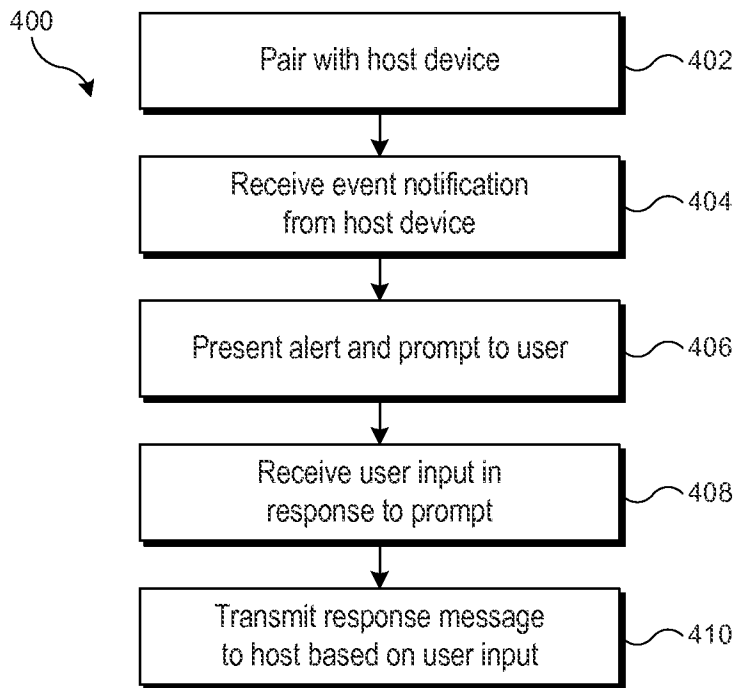 400
Pair with host device
402
Receive event notification
from host device
404
Present alert and prompt to user
406
Receive user input in
response to prompt
408
Transmit response message
to host based on user input
410